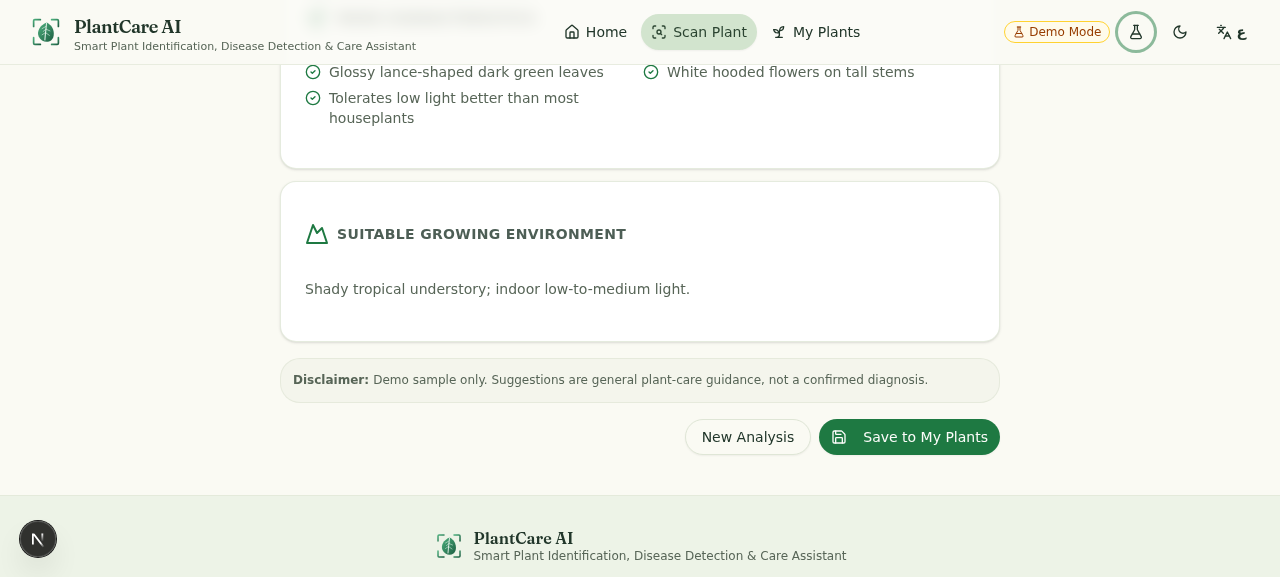 PlantCare AI
Smart Plant Identification, Disease Detection & Care Assistant
Home
Scan Plant
My Plants
Demo Mode
ع
Glossy lance-shaped dark green leaves
White hooded flowers on tall stems
Tolerates low light better than most
houseplants
SUITABLE GROWING ENVIRONMENT
Shady tropical understory; indoor low-to-medium light.
Disclaimer: Demo sample only. Suggestions are general plant-care guidance, not a confirmed diagnosis.
New Analysis
Save to My Plants
N
PlantCare AI
Smart Plant Identification, Disease Detection & Care Assistant